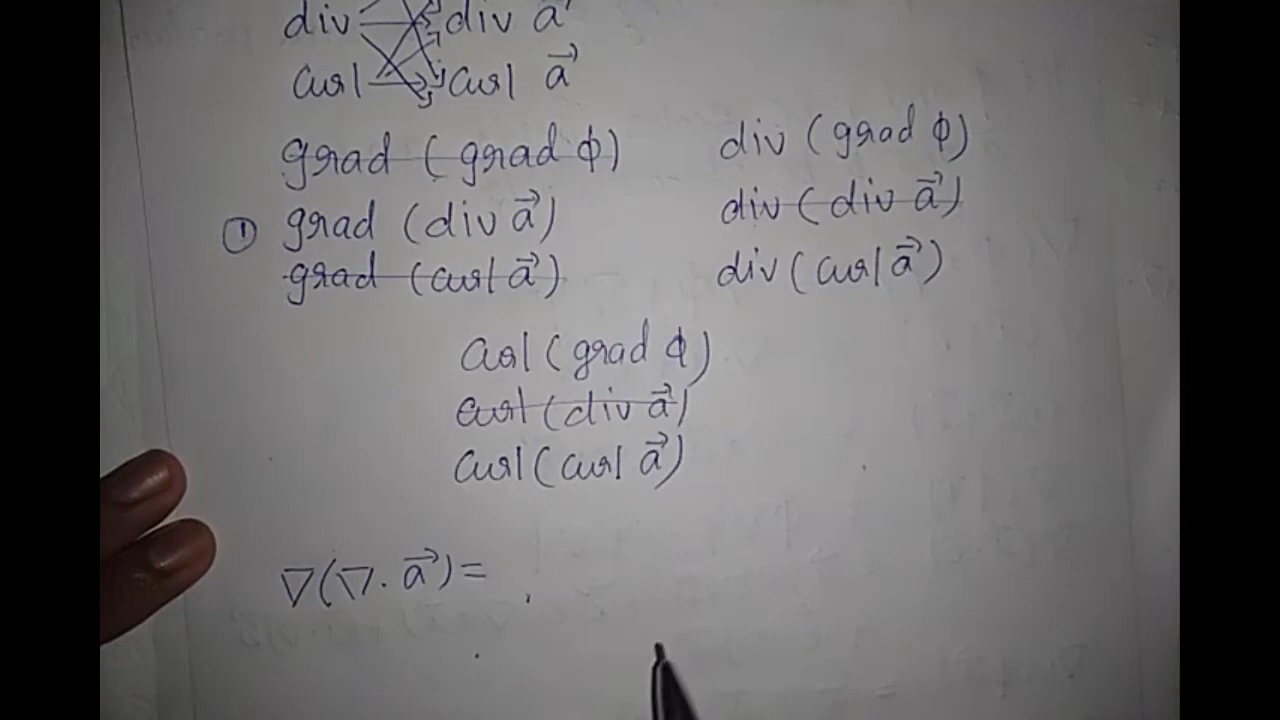 div div a⃗
curl curl a⃗
grad (grad ϕ) div (grad ϕ)
① grad (div a⃗) div (div a⃗)
grad (curl a⃗) div (curl a⃗)
curl (grad ϕ)
curl (div a⃗)
curl (curl a⃗)
∇(∇. a⃗) =